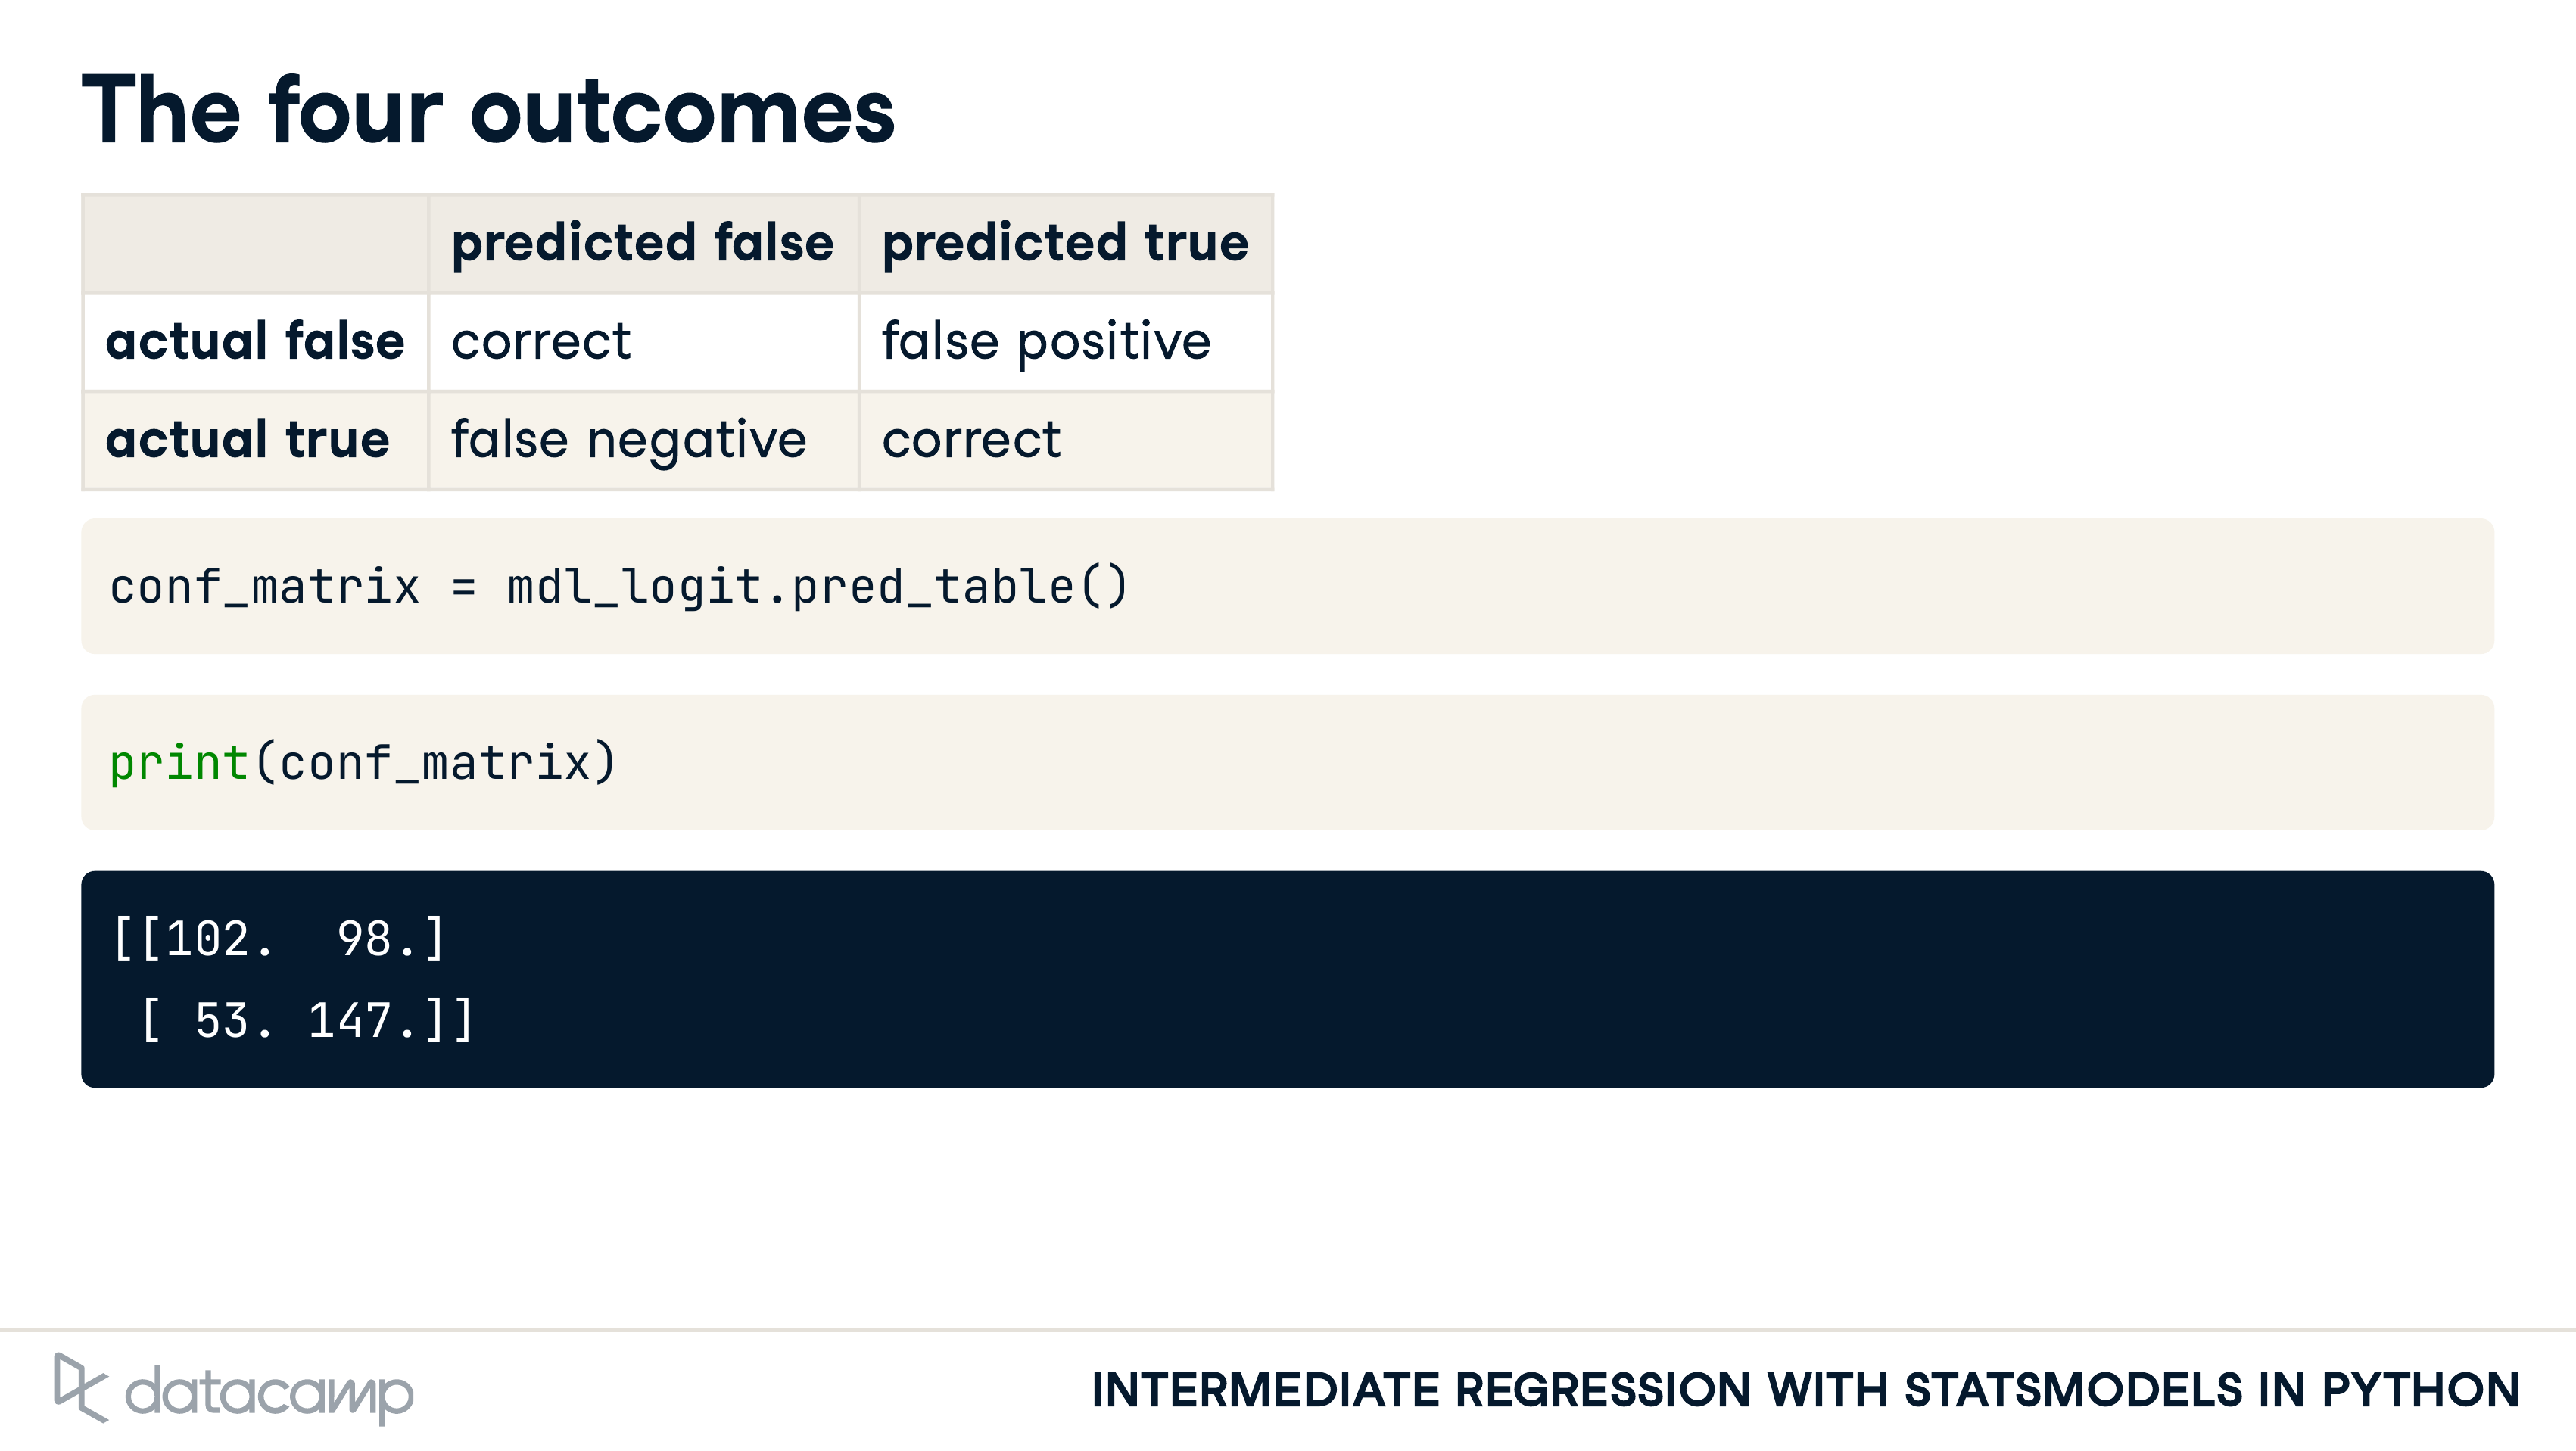 The four outcomes
predicted false predicted true
actual false correct false positive
actual true false negative correct
conf_matrix = mdl_logit.pred_table()
print(conf_matrix)
[[102.  98.]
 [ 53. 147.]]
datacamp
INTERMEDIATE REGRESSION WITH STATSMODELS IN PYTHON